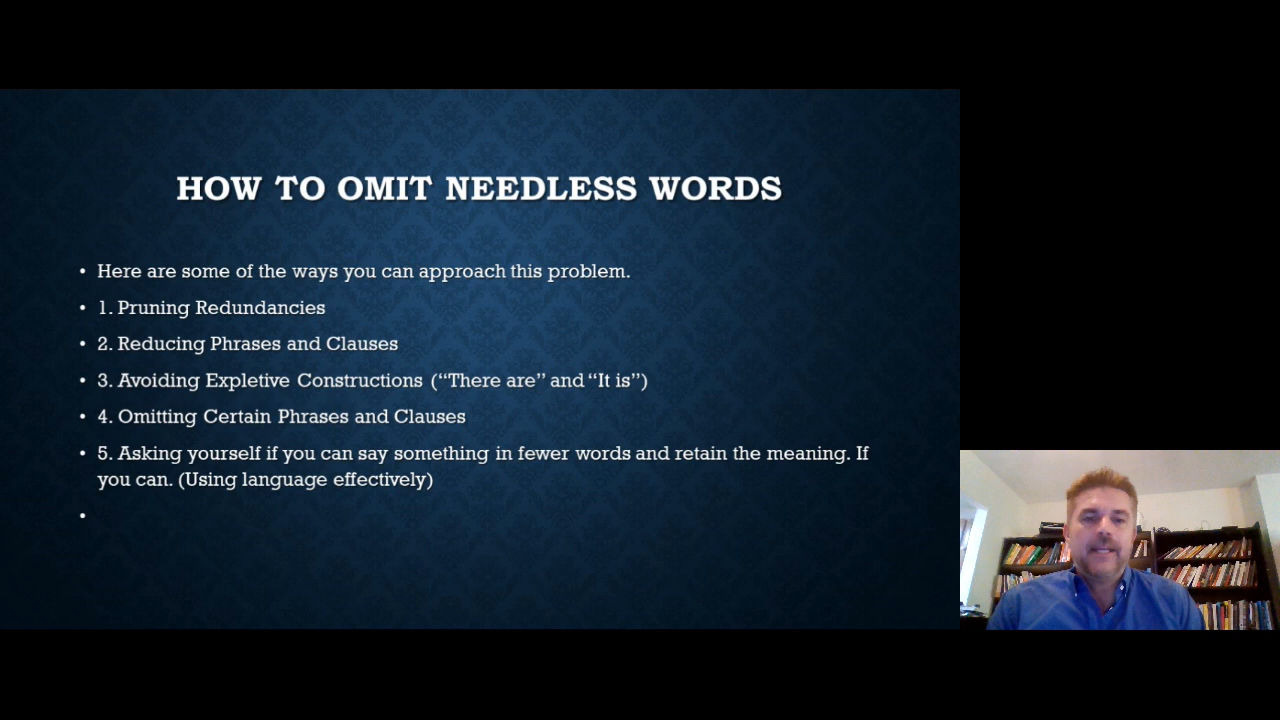 HOW TO OMIT NEEDLESS WORDS
• Here are some of the ways you can approach this problem.
• 1. Pruning Redundancies
• 2. Reducing Phrases and Clauses
• 3. Avoiding Expletive Constructions (“There are” and “It is”)
• 4. Omitting Certain Phrases and Clauses
• 5. Asking yourself if you can say something in fewer words and retain the meaning. If
you can. (Using language effectively)
•